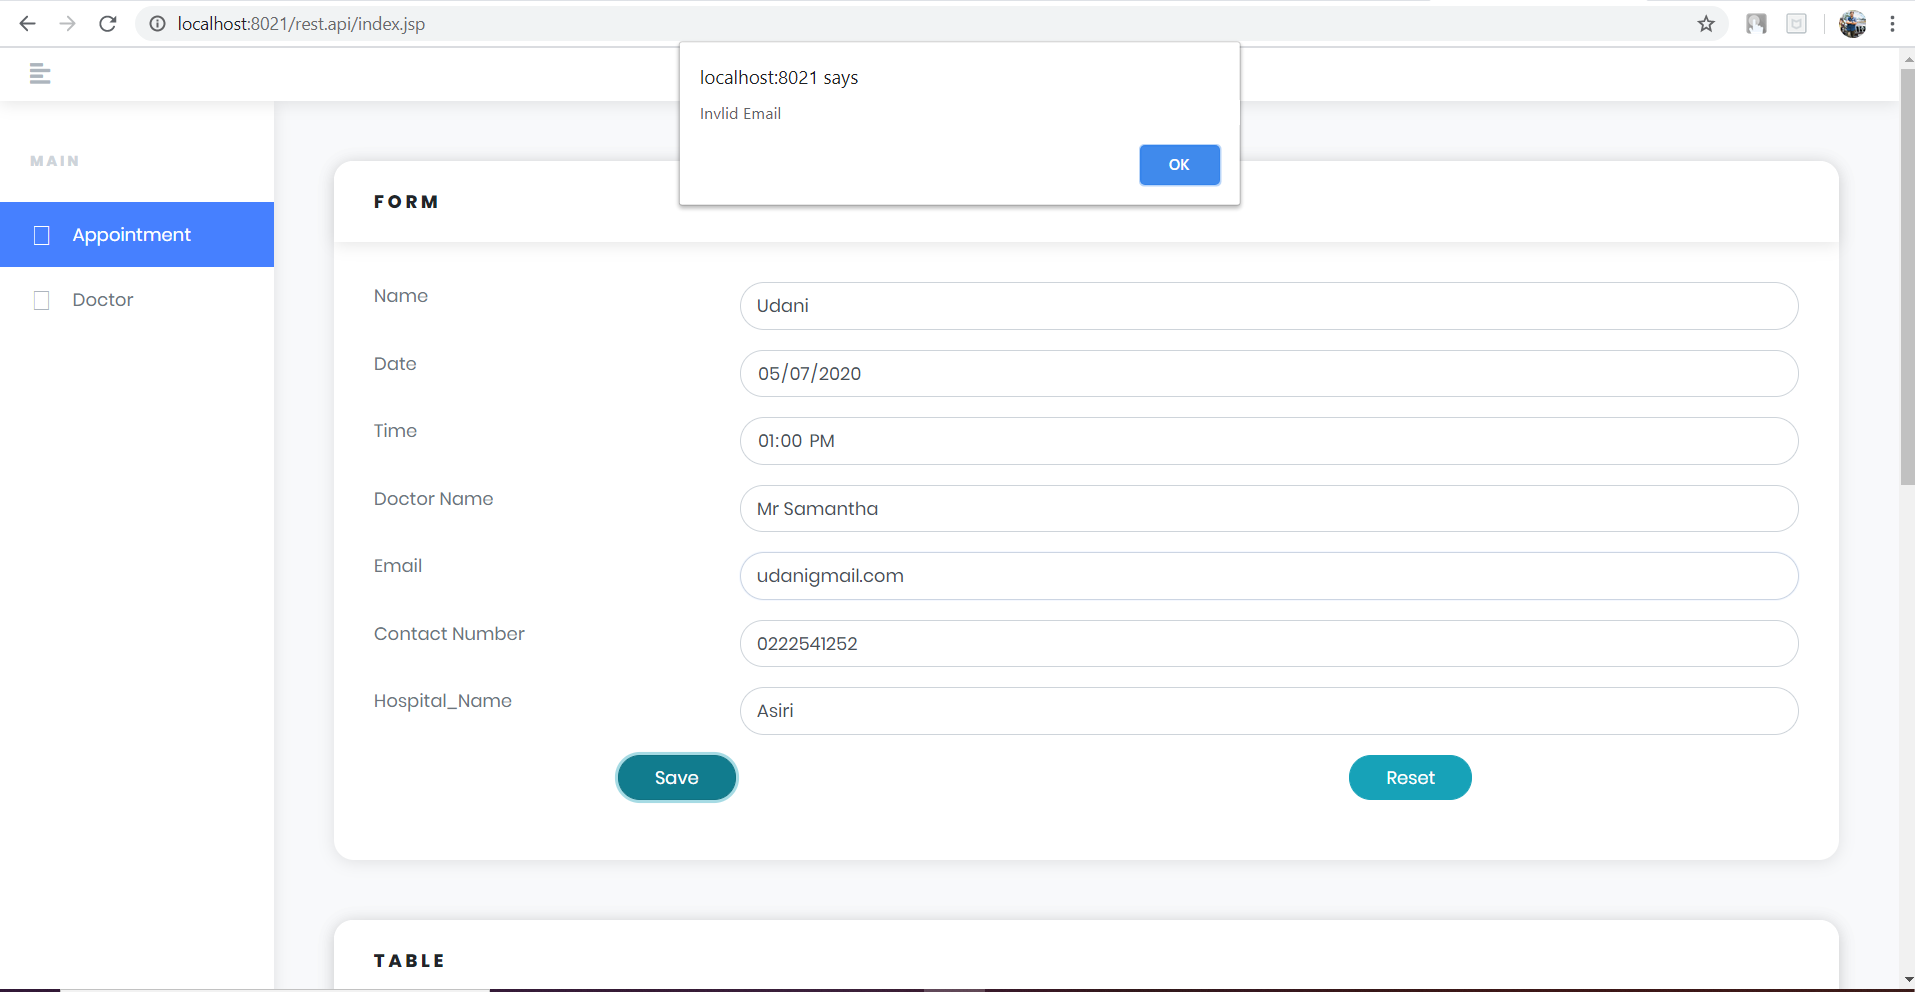 localhost:8021/rest.api/index.jsp
localhost:8021 says
Invlid Email
OK
MAIN
Appointment
Doctor
FORM
Name
Udani
Date
05/07/2020
Time
01:00 PM
Doctor Name
Mr Samantha
Email
udanigmail.com
Contact Number
0222541252
Hospital_Name
Asiri
Save
Reset
TABLE